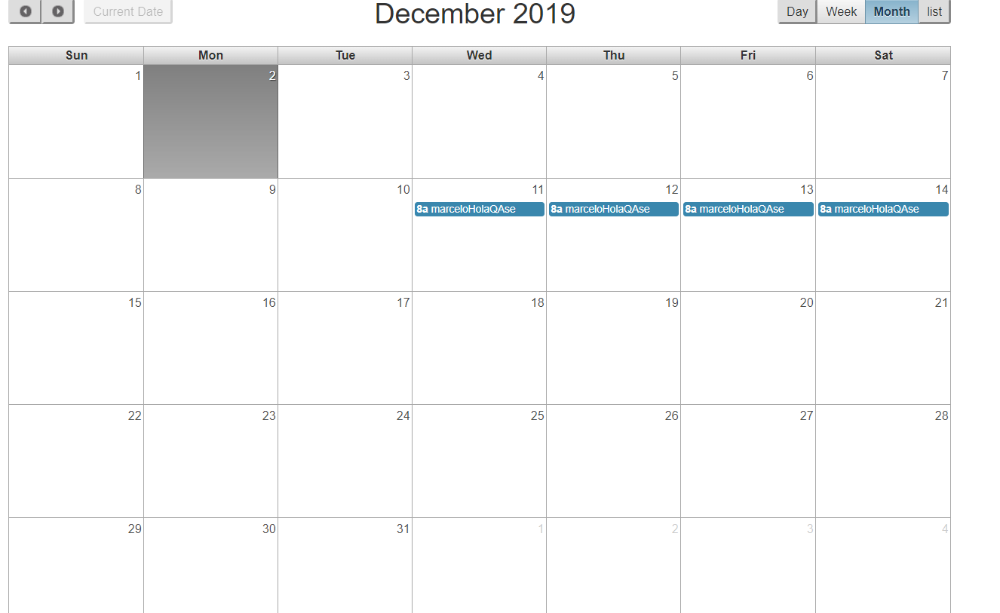 Current Date December 2019 Day Week Month list
Sun Mon Tue Wed Thu Fri Sat
1 2 3 4 5 6 7
8 9 10 11 12 13 14
8a marceloHolaQAse 8a marceloHolaQAse 8a marceloHolaQAse 8a marceloHolaQAse
15 16 17 18 19 20 21
22 23 24 25 26 27 28
29 30 31 1 2 3 4